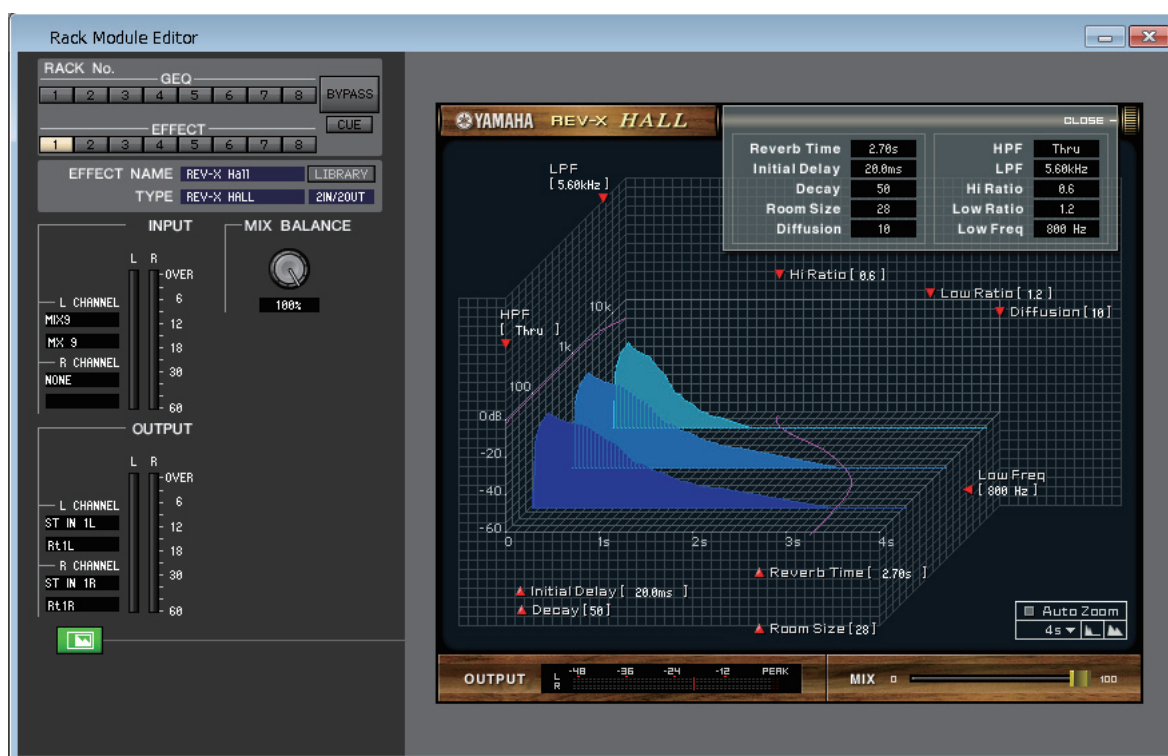 Rack Module Editor
RACK No.
GEQ
1 2 3 4 5 6 7 8 BYPASS
EFFECT CUE
1 2 3 4 5 6 7 8
EFFECT NAME REV-X Hall LIBRARY
TYPE REV-X HALL 2IN/2OUT
INPUT MIX BALANCE
L R
OVER
6
12
18
30
60
L CHANNEL
MIX9
MX 9
R CHANNEL
NONE
100%
OUTPUT
L R
OVER
6
12
18
30
60
L CHANNEL
ST IN 1L
Rt1L
R CHANNEL
ST IN 1R
Rt1R
YAMAHA REV-X HALL
CLOSE -
Reverb Time 2.70s HPF Thru
Initial Delay 20.0ms LPF 5.60kHz
Decay 50 Hi Ratio 0.6
Room Size 28 Low Ratio 1.2
Diffusion 10 Low Freq 800 Hz
LPF
[ 5.60kHz ]
Hi Ratio [ 0.6 ]
Low Ratio [ 1.2 ]
Diffusion [ 10 ]
HPF
[ Thru ]
10k
1k
100
0dB
-20
-40
-60
0 1s 2s 3s 4s
Low Freq
[ 800 Hz ]
Reverb Time [ 2.70s ]
Initial Delay [ 20.0ms ]
Decay [50]
Room Size [28]
Auto Zoom
4s
OUTPUT L R -48 -36 -24 -12 PEAK
MIX 0 100